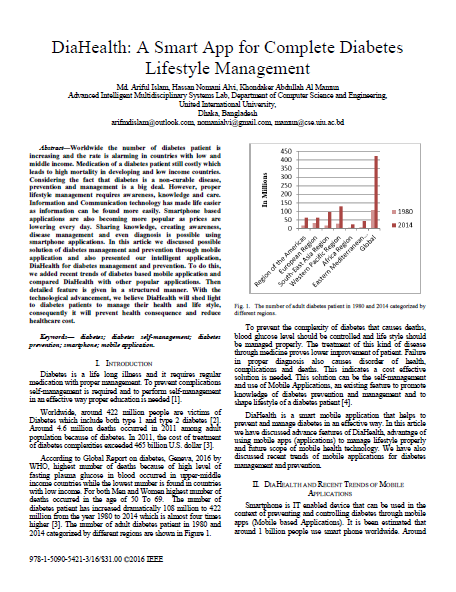 DiaHealth: A Smart App for Complete Diabetes
Lifestyle Management
Md. Ariful Islam, Hassan Nomani Alvi, Khondaker Abdullah Al Mamun
Advanced Intelligent Multidisciplinary Systems Lab, Department of Computer Science and Engineering,
United International University,
Dhaka, Bangladesh
arifmdislam@outlook.com, nomanialvi@gmail.com, mamun@cse.uiu.ac.bd
Abstract—Worldwide the number of diabetes patient is
increasing and the rate is alarming in countries with low and
middle income. Medication of a diabetes patient still costly which
leads to high mortality in developing and low income countries.
Considering the fact that diabetes is a non-curable disease,
prevention and management is a big deal. However, proper
lifestyle management requires awareness, knowledge and care.
Information and Communication technology has made life easier
as information can be found more easily. Smartphone based
applications are also becoming more popular as prices are
lowering every day. Sharing knowledge, creating awareness,
disease management and even diagnosis is possible using
smartphone applications. In this article we discussed possible
solution of diabetes management and prevention through mobile
application and also presented our intelligent application,
DiaHealth for diabetes management and prevention. To do this,
we added recent trends of diabetes based mobile application and
compared DiaHealth with other popular applications. Then
detailed feature is given in a structured manner. With the
technological advancement, we believe DiaHealth will shed light
to diabetes patients to manage their health and life style,
consequently it will prevent health consequence and reduce
healthcare cost.
Keywords— diabetes; diabetes self-management; diabetes
prevention; smartphone; mobile application.
I. INTRODUCTION
Diabetes is a life long illness and it requires regular
medication with proper management. To prevent complications
self-management is required and to perform self-management
in an effective way proper education is needed [1].
Worldwide, around 422 million people are victims of
Diabetes which include both type 1 and type 2 diabetes [2].
Around 4.6 million deaths occurred in 2011 among adult
population because of diabetes. In 2011, the cost of treatment
of diabetes complexities exceeded 465 billion U.S. dollar [3].
According to Global Report on diabetes, Geneva, 2016 by
WHO, highest number of deaths because of high level of
fasting plasma glucose in blood occurred in upper-middle
income countries while the lowest number is found in countries
with low income. For both Men and Women highest number of
deaths occurred in the age of 50 To 69. The number of
diabetes patient has increased dramatically 108 million to 422
million from the year 1980 to 2014 which is almost four times
higher [3]. The number of adult diabetes patient in 1980 and
2014 categorized by different regions are shown in Figure 1.
450
400
350
300
250
200
150
100
50
0
In Millions
Region of the Americas
European Region
South-East Asia Region
Western Pacific Region
Africa Region
Eastern Mediterranean
Global
1980
2014
Fig. 1. The number of adult diabetes patient in 1980 and 2014 categorized by
different regions.
To prevent the complexity of diabetes that causes deaths,
blood glucose level should be controlled and life style should
be managed properly. The treatment of this kind of disease
through medicine proves lower improvement of patient. Failure
in proper diagnosis also causes disorder of health,
complications and deaths. This indicates a cost effective
solution is needed. This solution can be the self-management
and use of Mobile Applications, an existing feature to promote
knowledge of diabetes prevention and management and to
shape lifestyle of a diabetes patient [4].
DiaHealth is a smart mobile application that helps to
prevent and manage diabetes in an effective way. In this article
we have discussed advance features of DiaHealth, advantage of
using mobile apps (applications) to manage lifestyle properly
and future scope of mobile health technology. We have also
discussed recent trends of mobile applications for diabetes
management and prevention.
II. DIAHEALTH AND RECENT TRENDS OF MOBILE
APPLICATIONS
Smartphone is IT enabled device that can be used in the
context of preventing and controlling diabetes through mobile
apps (Mobile based Applications). It is been estimated that
around 1 billion people use smart phone worldwide. Around
978-1-5090-5421-3/16/$31.00 ©2016 IEEE